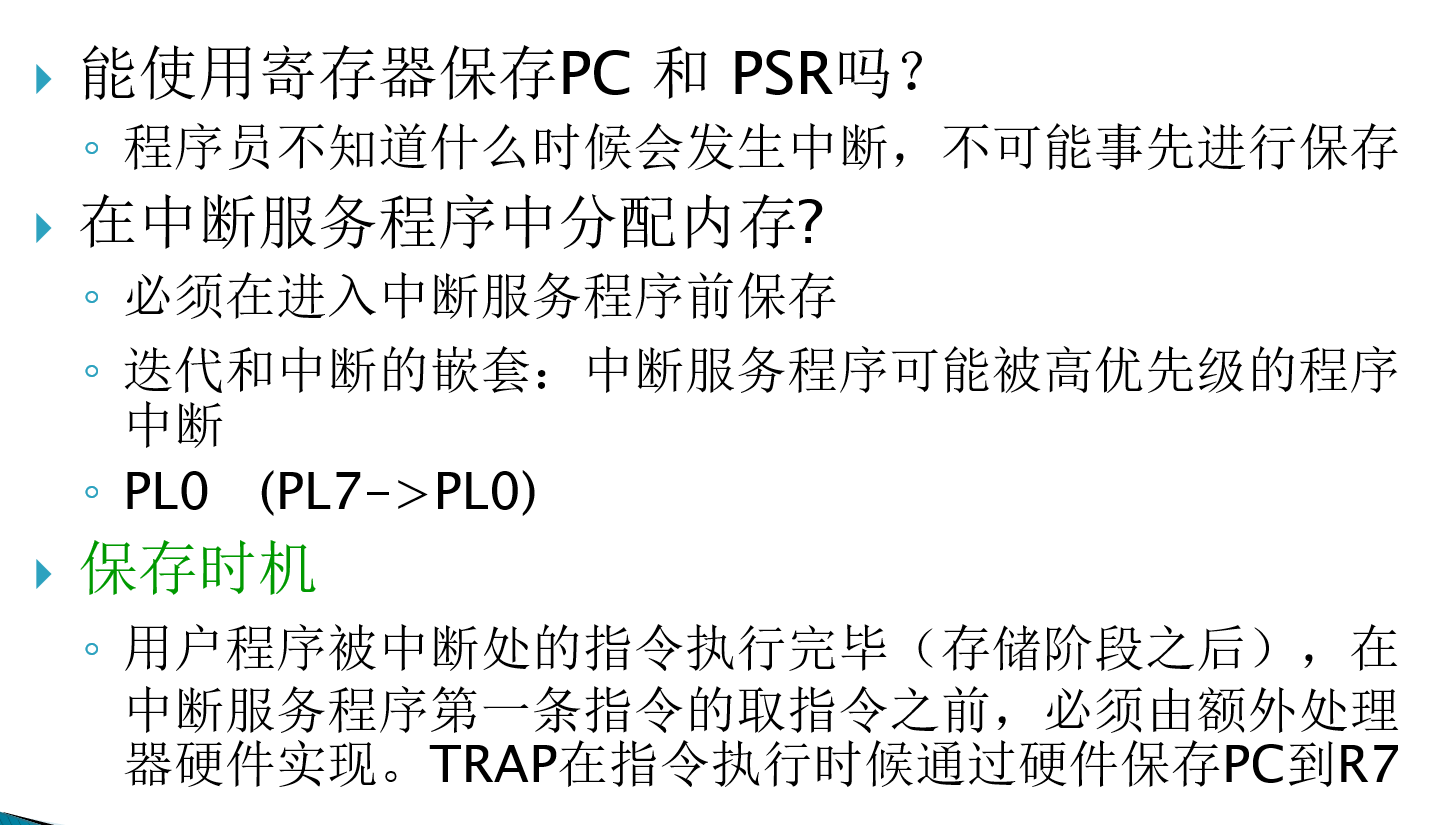 能使用寄存器保存PC 和 PSR吗？
程序员不知道什么时候会发生中断，不可能事先进行保存
在中断服务程序中分配内存?
必须在进入中断服务程序前保存
迭代和中断的嵌套：中断服务程序可能被高优先级的程序
中断
PL0 (PL7->PL0)
保存时机
用户程序被中断处的指令执行完毕（存储阶段之后），在
中断服务程序第一条指令的取指令之前，必须由额外处理
器硬件实现。TRAP在指令执行时候通过硬件保存PC到R7